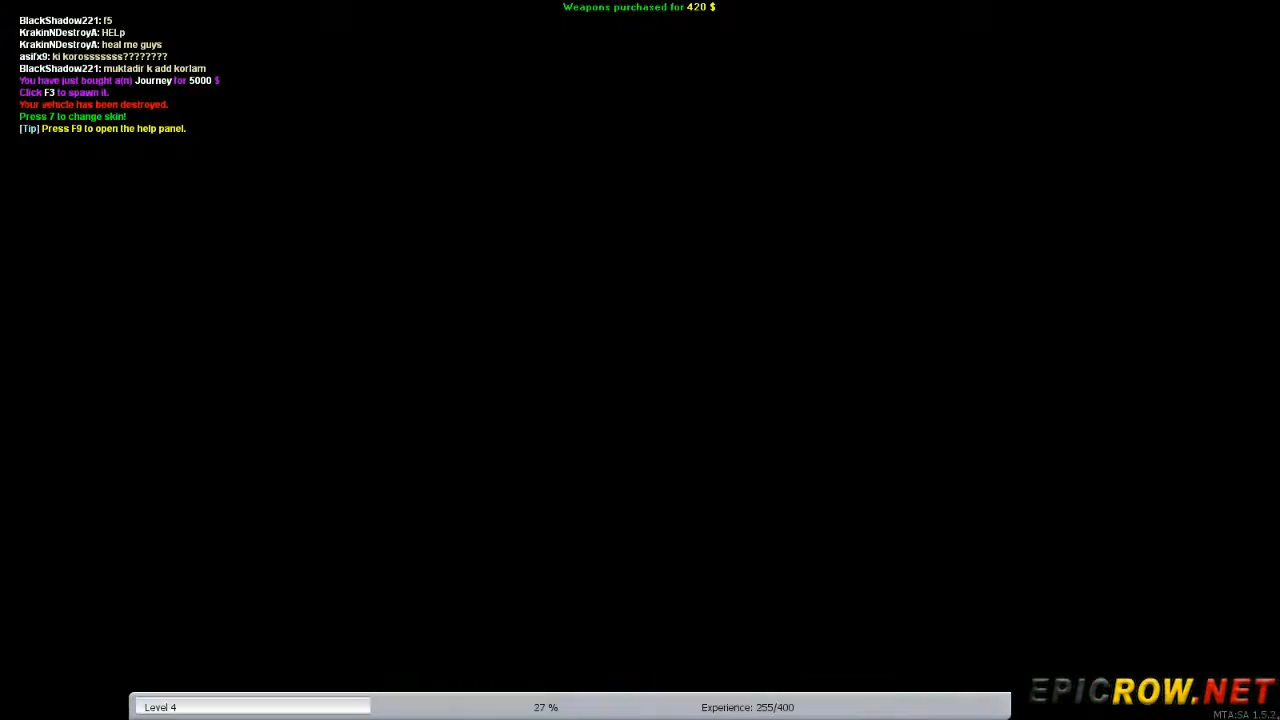 Weapons purchased for 420 $
BlackShadow221: f5
KrakinNDestroyA: HELp
KrakinNDestroyA: heal me guys
asifx9: ki korosssssss????????
BlackShadow221: muktadir k add korlam
You have just bought a(n) Journey for 5000 $
Click F3 to spawn it.
Your vehicle has been destroyed.
Press 7 to change skin!
[Tip] Press F9 to open the help panel.
Level 4
27 %
Experience: 255/400
EPICROW.NET
MTA:SA 1.5.2